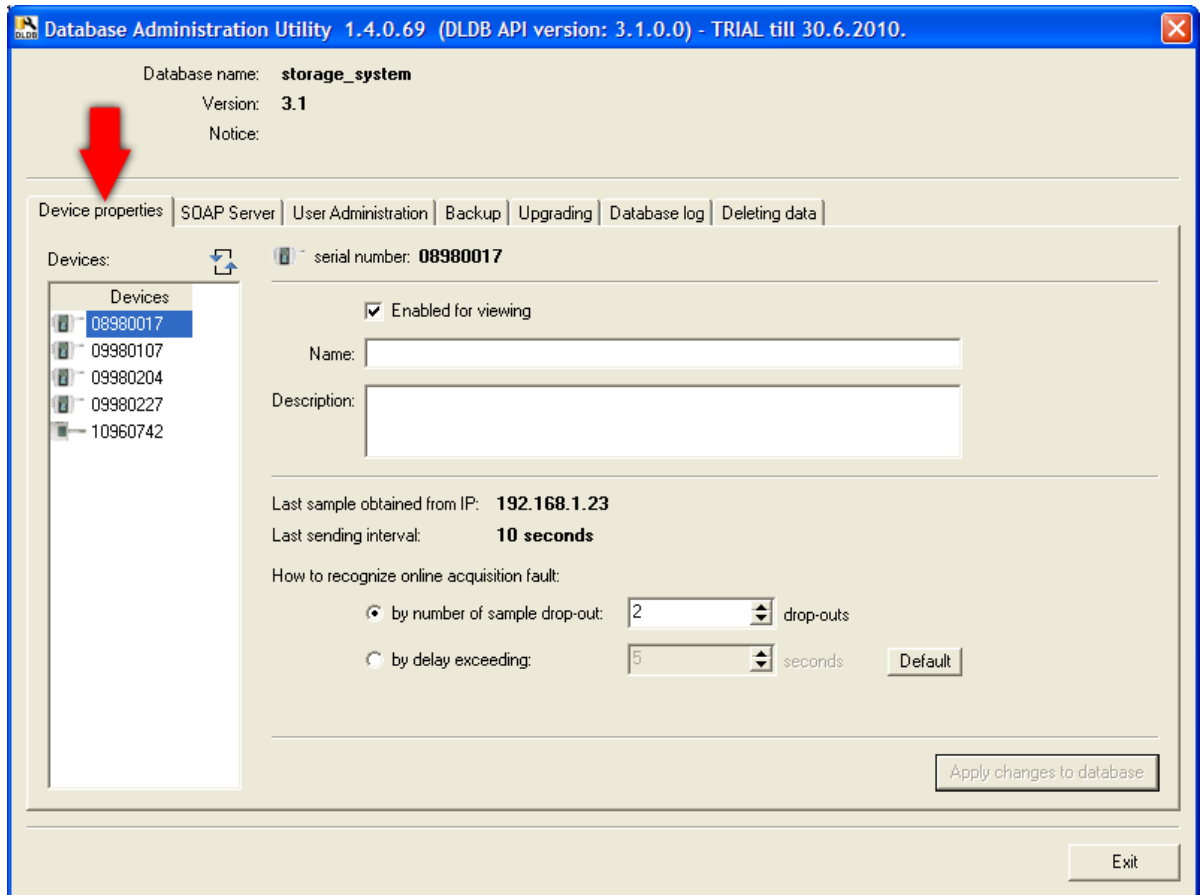 DLDB Database Administration Utility 1.4.0.69 (DLDB API version: 3.1.0.0) - TRIAL till 30.6.2010.
Database name: storage_system
Version: 3.1
Notice:
Device properties SOAP Server User Administration Backup Upgrading Database log Deleting data
Devices: serial number: 08980017
Devices
08980017
09980107
09980204
09980227
10960742
Enabled for viewing
Name:
Description:
Last sample obtained from IP: 192.168.1.23
Last sending interval: 10 seconds
How to recognize online acquisition fault:
by number of sample drop-out: 2 drop-outs
by delay exceeding: 5 seconds Default
Apply changes to database
Exit